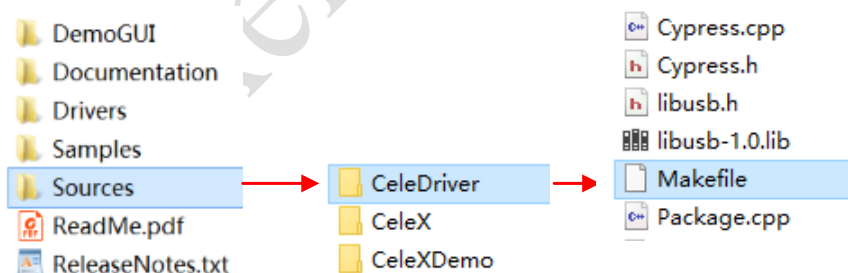 DemoGUI
Documentation
Drivers
Samples
Sources
ReadMe.pdf
ReleaseNotes.txt
CeleDriver
CeleX
CeleXDemo
Cypress.cpp
Cypress.h
libusb.h
libusb-1.0.lib
Makefile
Package.cpp